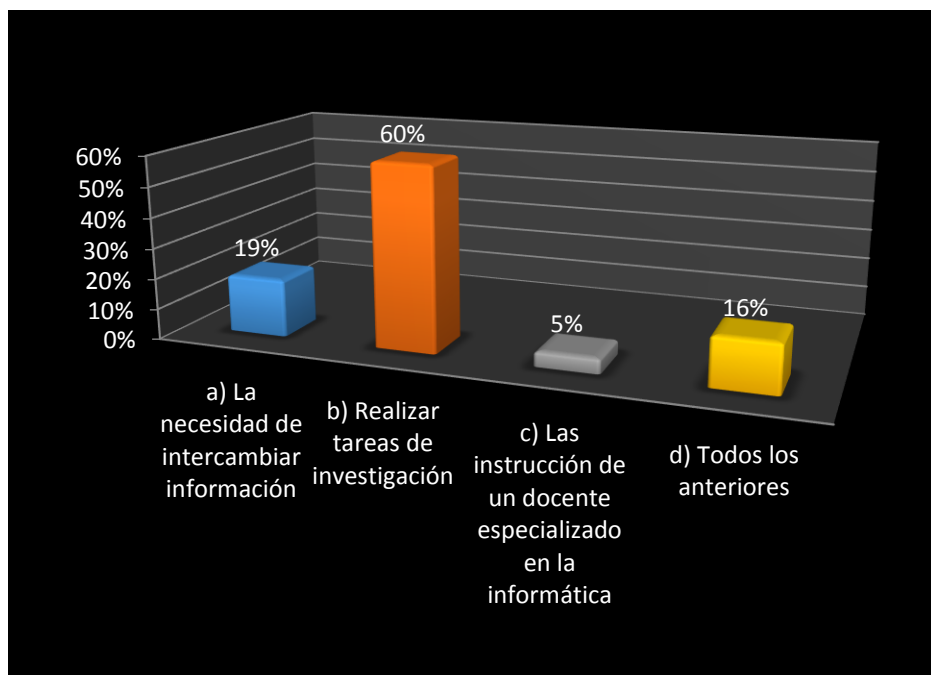 60%
50%
40%
30%
20%
10%
0%
19%
60%
5%
16%
a) La
necesidad de
intercambiar
información
b) Realizar
tareas de
investigación
c) Las
instrucción de
un docente
especializado
en la
informática
d) Todos los
anteriores